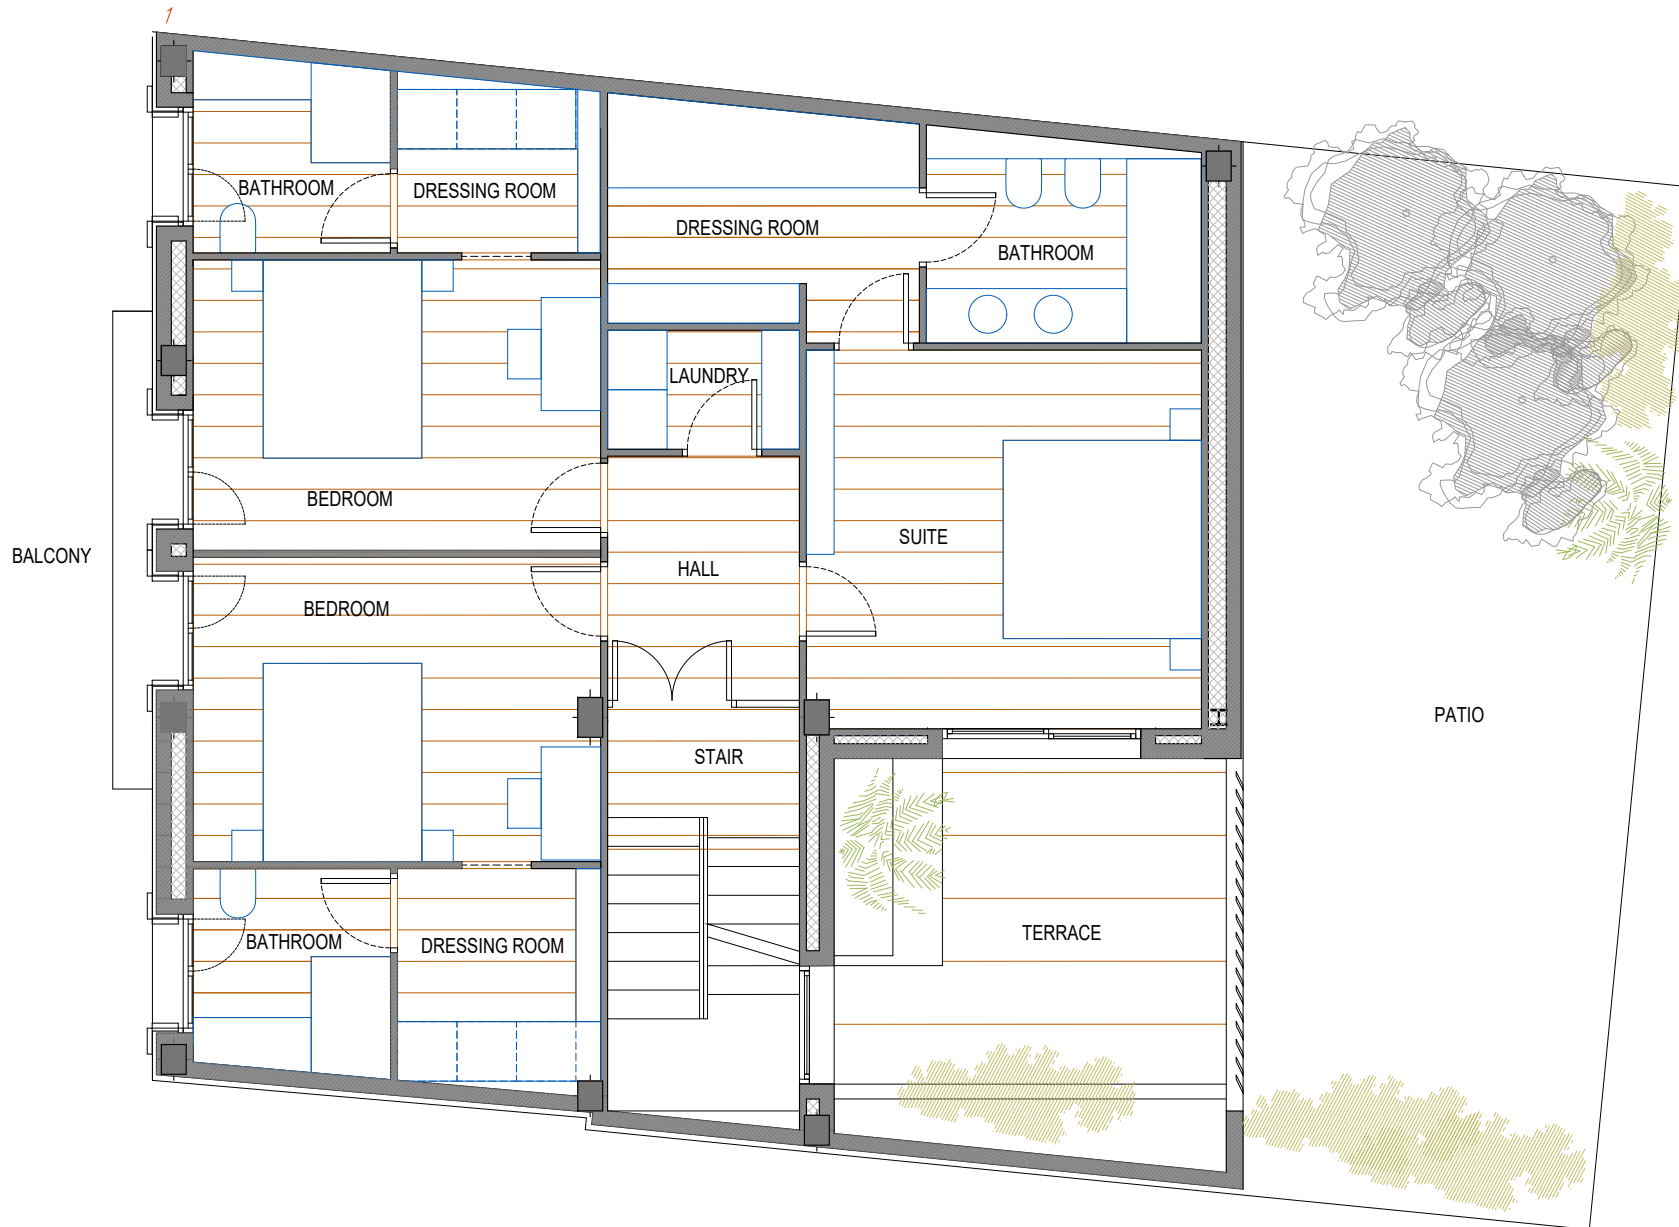 1
BATHROOM
DRESSING ROOM
DRESSING ROOM
BATHROOM
LAUNDRY
BEDROOM
SUITE
BALCONY
HALL
BEDROOM
PATIO
STAIR
TERRACE
BATHROOM
DRESSING ROOM